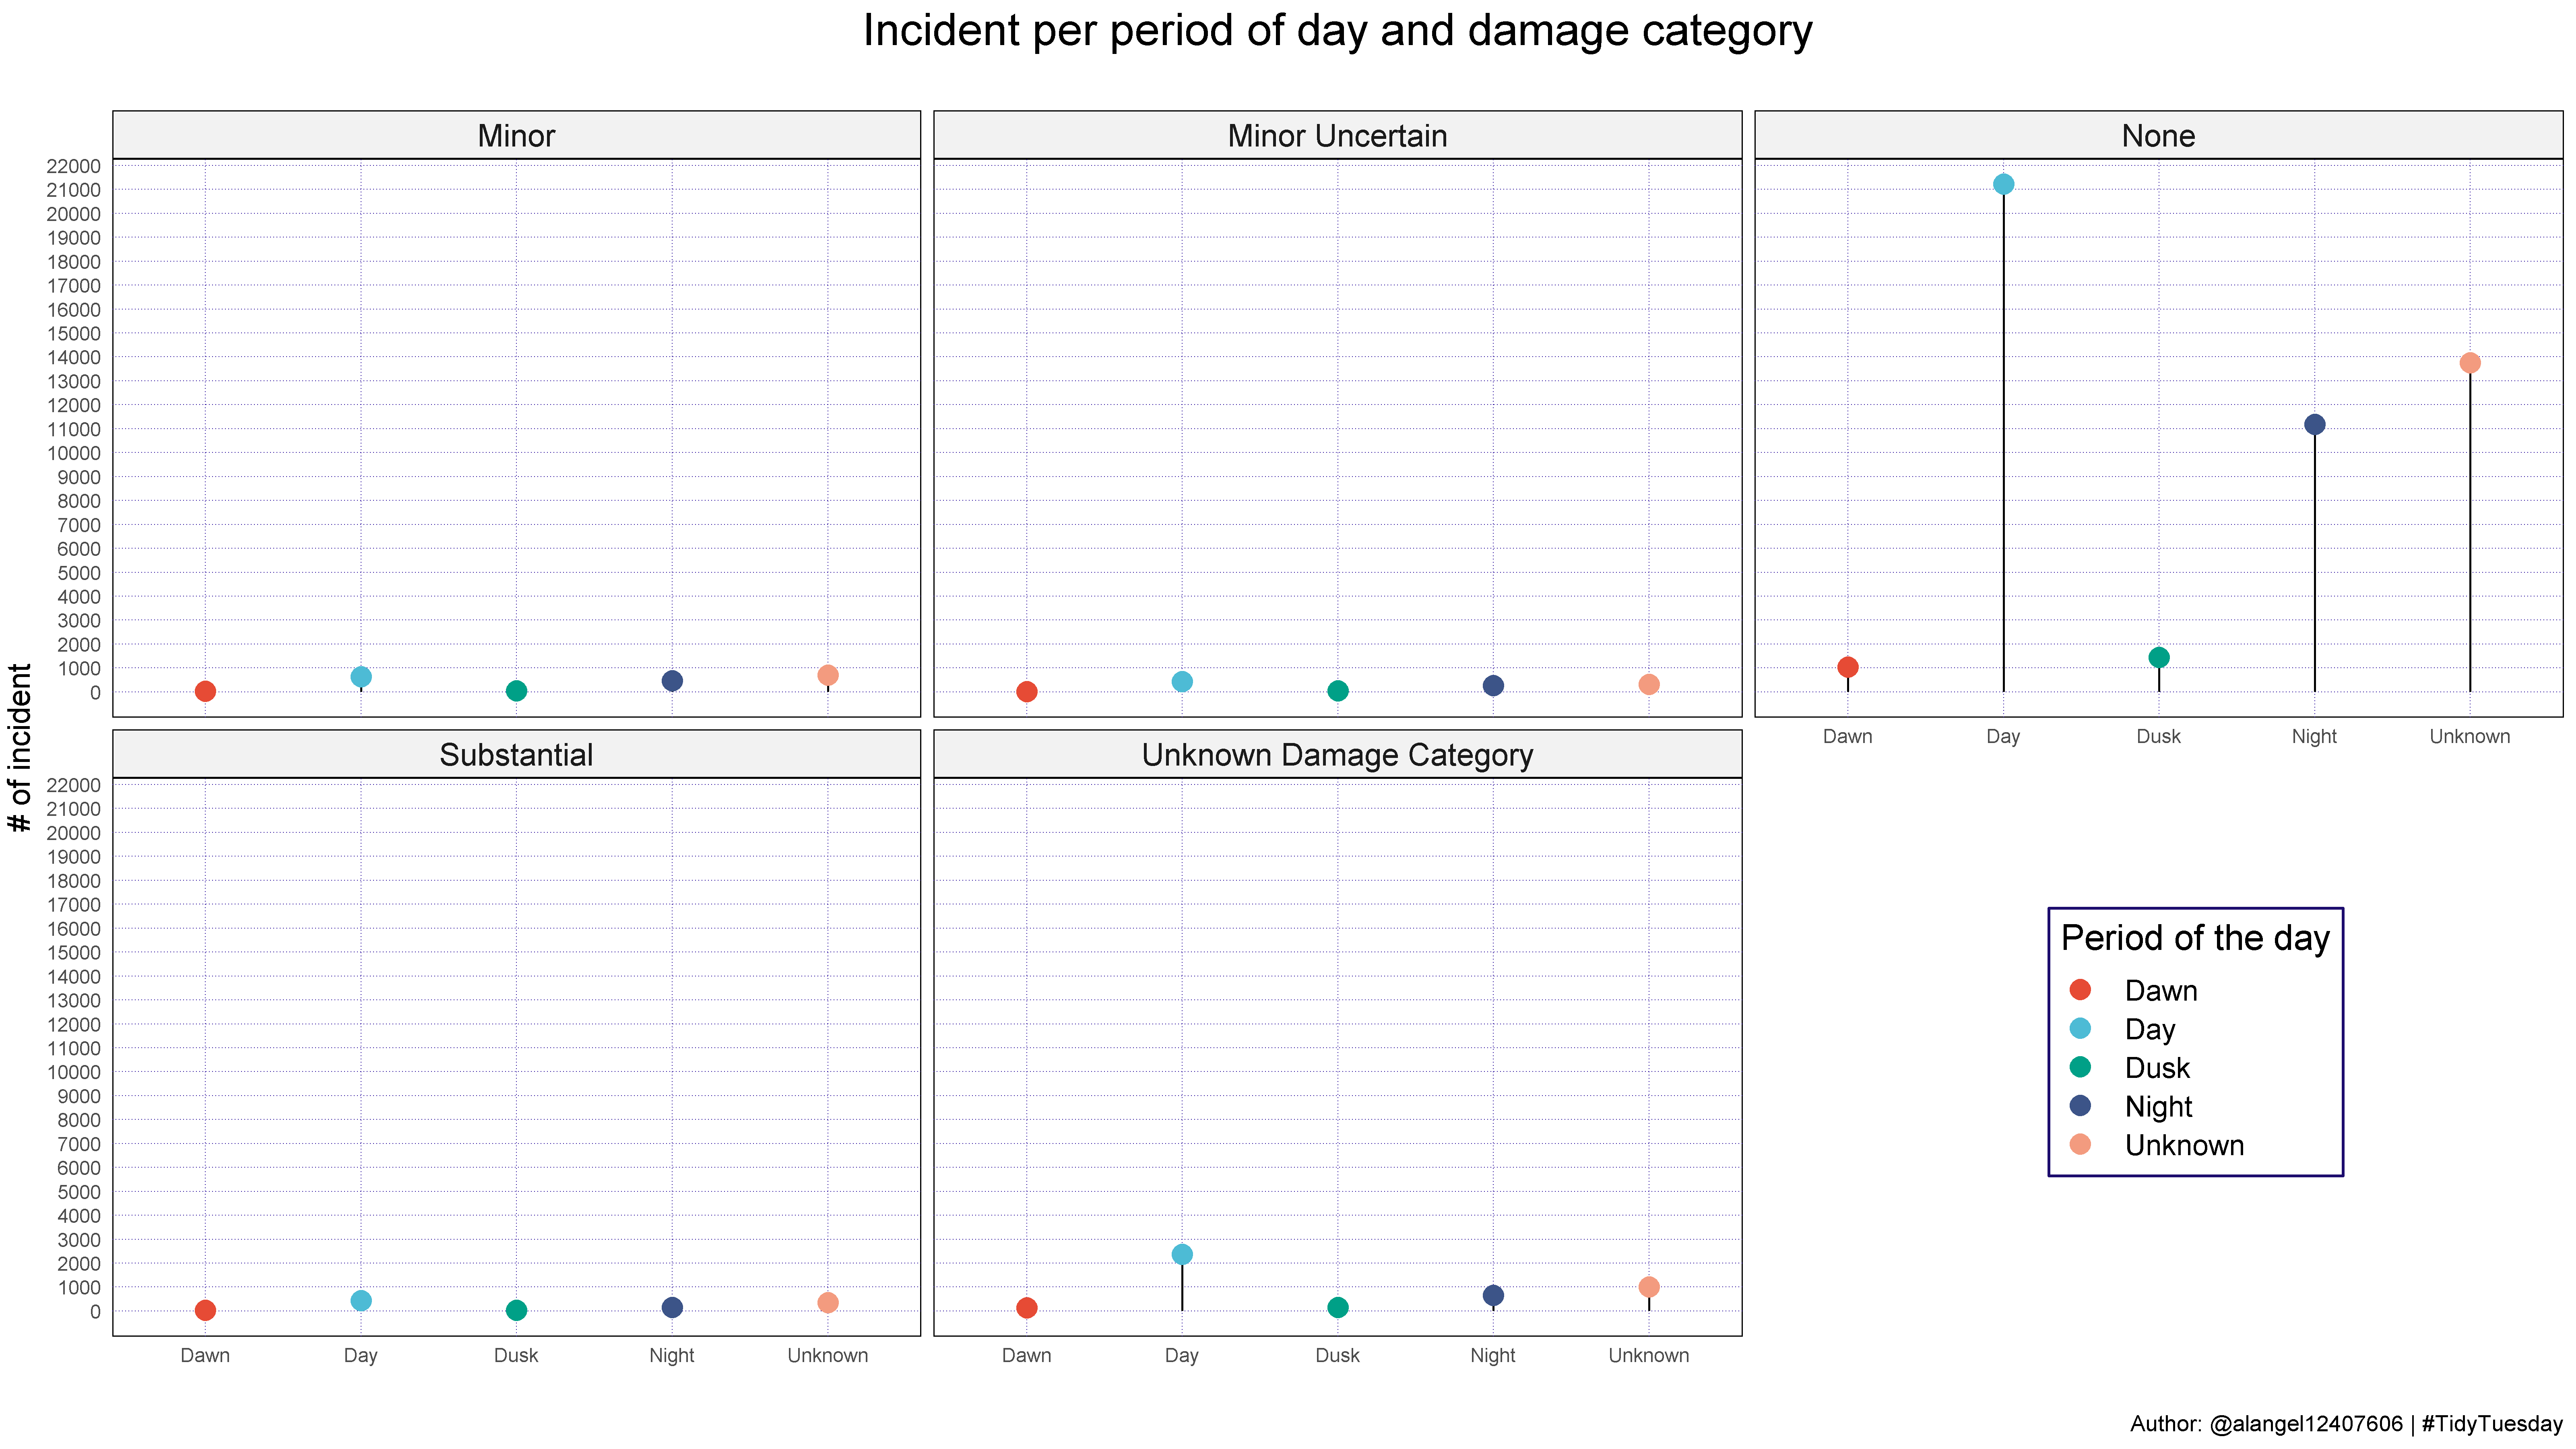 Incident per period of day and damage category
Minor
Minor Uncertain
None
22000
21000
20000
19000
18000
17000
16000
15000
14000
13000
12000
11000
10000
9000
8000
7000
6000
5000
4000
3000
2000
1000
0
Dawn Day Dusk Night Unknown
# of incident
Substantial
Unknown Damage Category
22000
21000
20000
19000
18000
17000
16000
15000
14000
13000
12000
11000
10000
9000
8000
7000
6000
5000
4000
3000
2000
1000
0
Dawn Day Dusk Night Unknown
Dawn Day Dusk Night Unknown
Period of the day
Dawn
Day
Dusk
Night
Unknown
Author: @alangel12407606 | #TidyTuesday